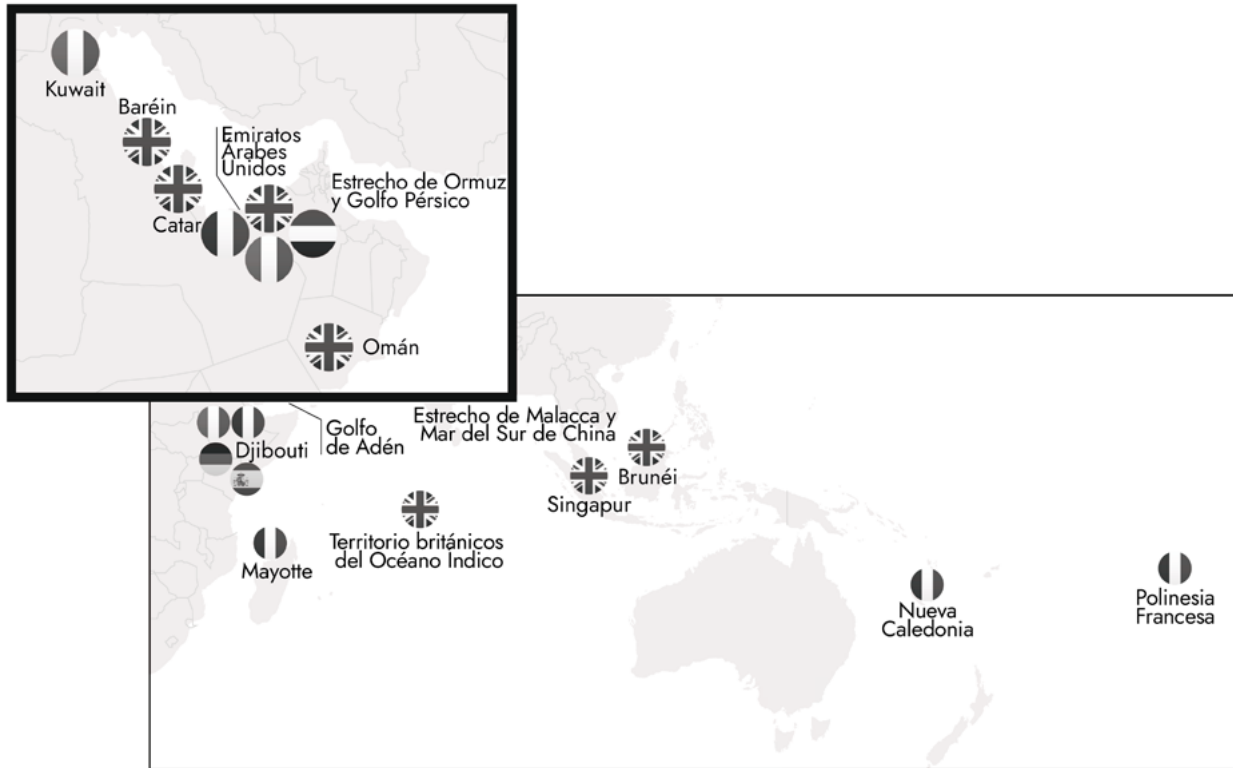 Kuwait
Baréin
Emiratos
Árabes
Unidos
Estrecho de Ormuz
y Golfo Pérsico
Catar
Omán
Golfo
de Adén
Djibouti
Estrecho de Malacca y
Mar del Sur de China
Brunéi
Singapur
Territorio británicos
del Océano Indico
Mayotte
Nueva
Caledonia
Polinesia
Francesa